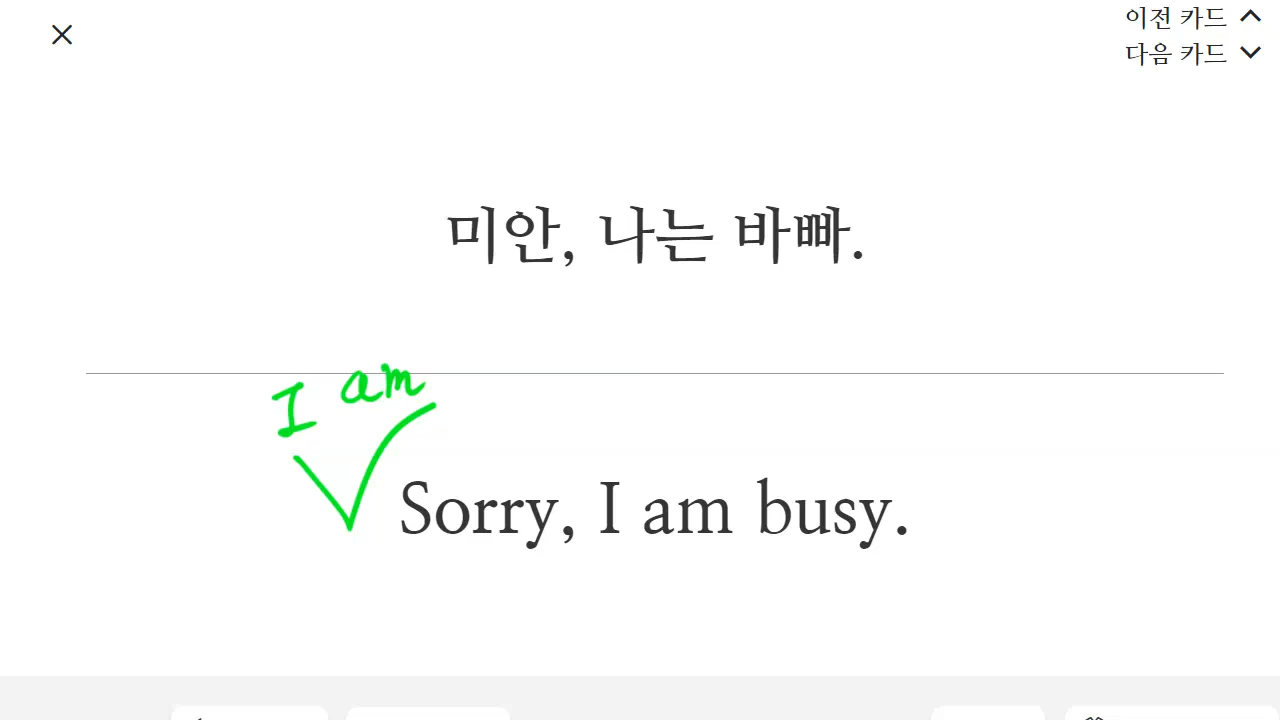 이전 카드
다음 카드
미안, 나는 바빠.
I am
Sorry, I am busy.